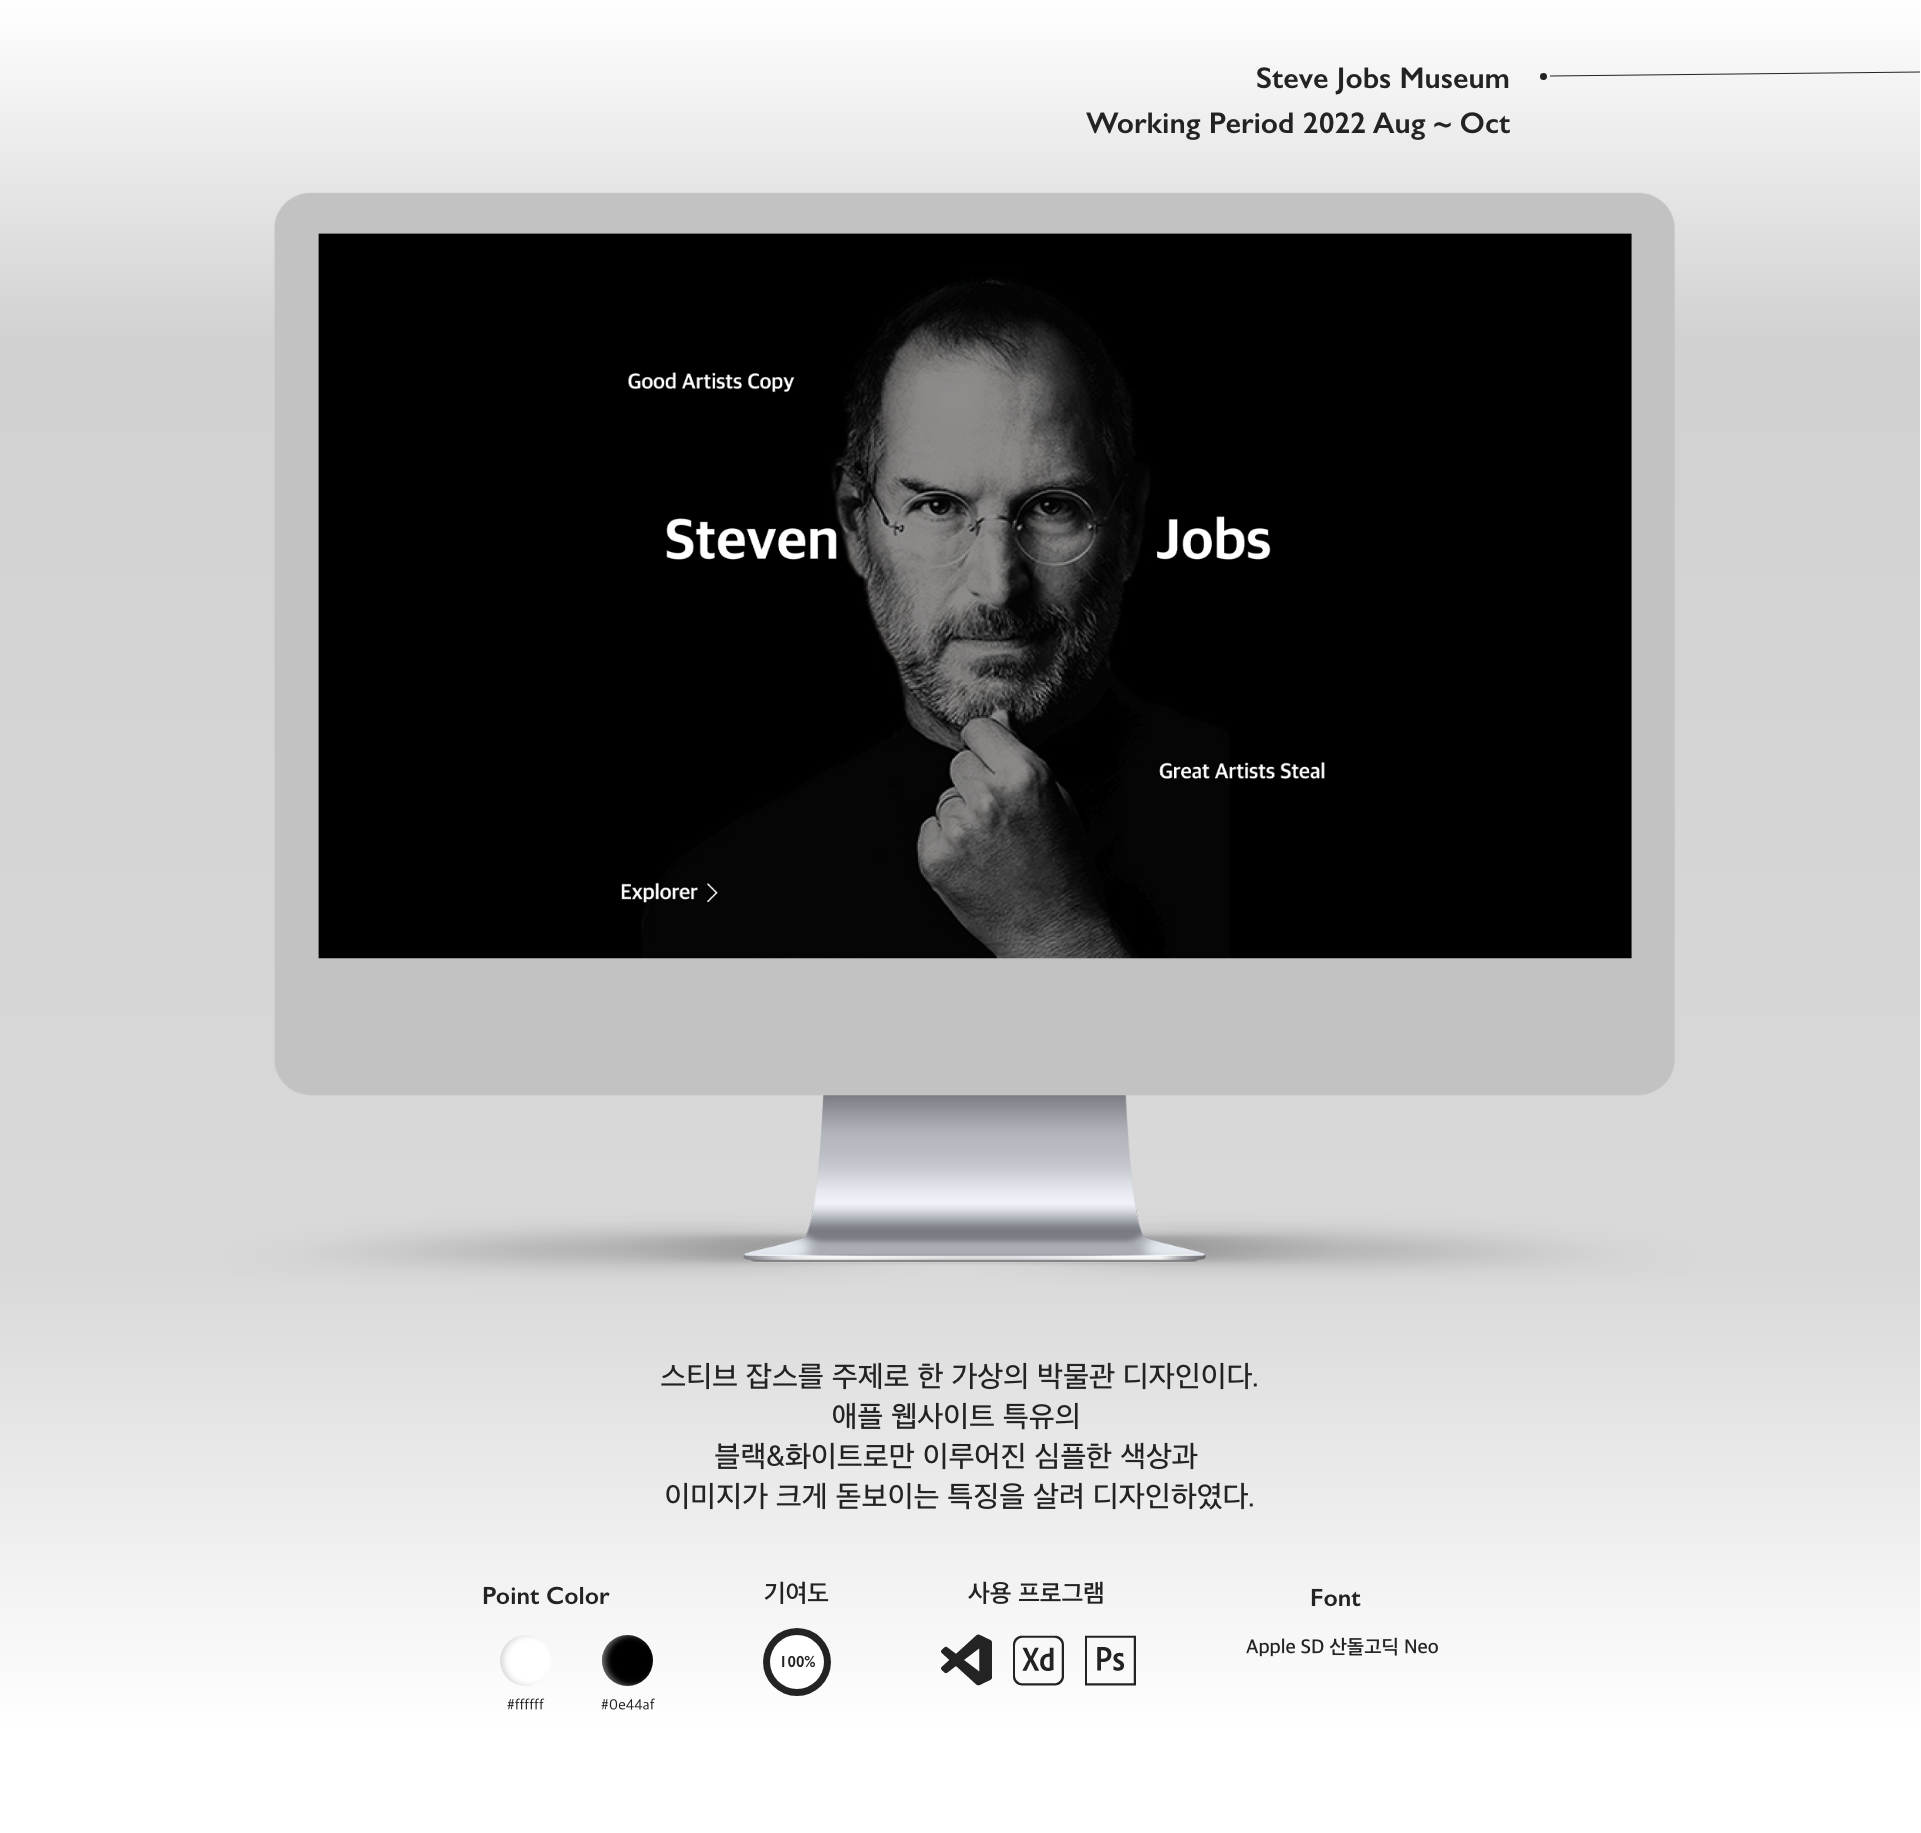 Steve Jobs Museum
Working Period 2022 Aug ~ Oct
Good Artists Copy
Steven Jobs
Great Artists Steal
Explorer
스티브 잡스를 주제로 한 가상의 박물관 디자인이다.
애플 웹사이트 특유의
블랙&화이트로만 이루어진 심플한 색상과
이미지가 크게 돋보이는 특징을 살려 디자인하였다.
Point Color
#ffffff
#0e44af
기여도
100%
사용 프로그램
Xd
Ps
Font
Apple SD 산돌고딕 Neo